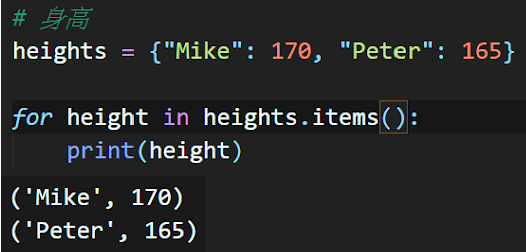 # 身高
heights = {"Mike": 170, "Peter": 165}
for height in heights.items():
    print(height)
('Mike', 170)
('Peter', 165)